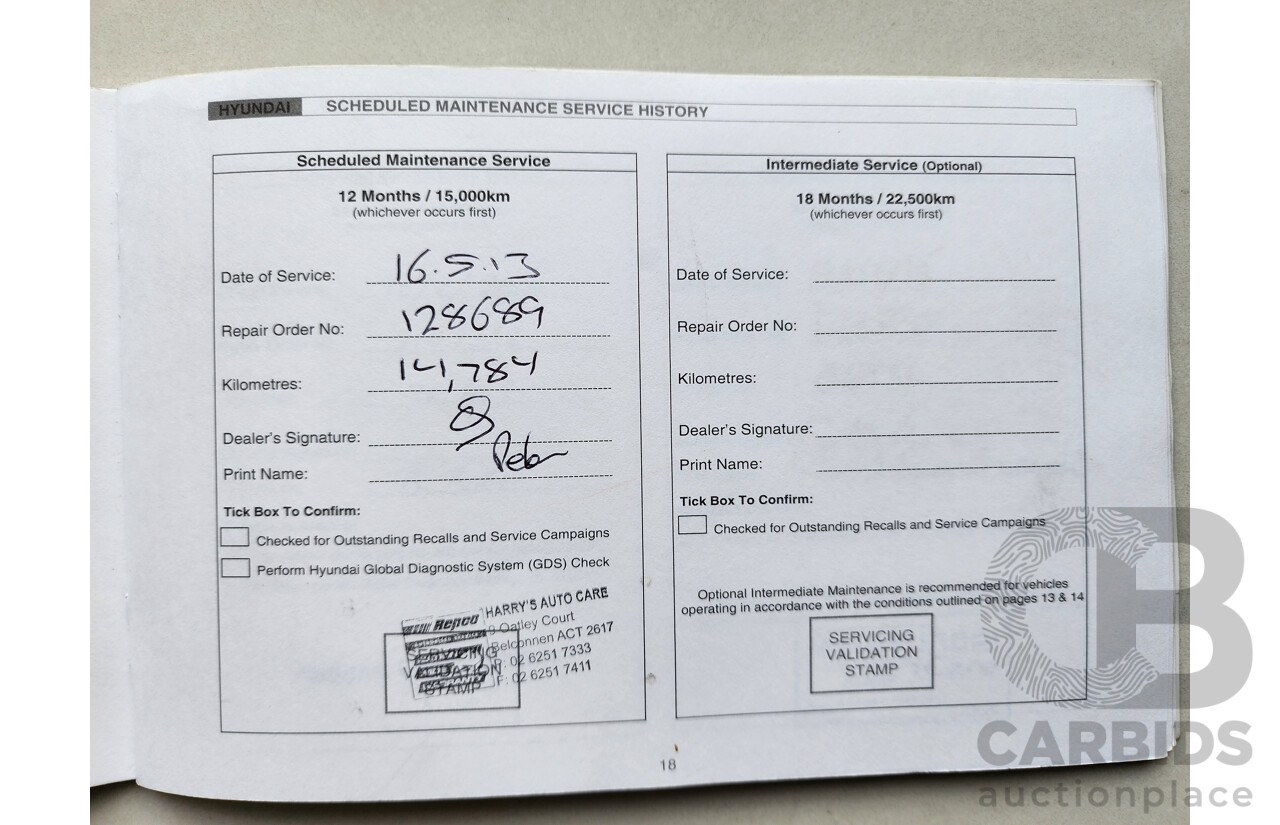 HYUNDAI SCHEDULED MAINTENANCE SERVICE HISTORY
Scheduled Maintenance Service
12 Months / 15,000km
(whichever occurs first)
Date of Service: 16.5.13
Repair Order No: 128689
Kilometres: 141,784
Dealer's Signature:
Print Name: Peter
Tick Box To Confirm:
Checked for Outstanding Recalls and Service Campaigns
Perform Hyundai Global Diagnostic System (GDS) Check
Repco
HARRY'S AUTO CARE
9 Oatley Court
Belconnen ACT 2617
P: 02 6251 7333
F: 02 6251 7411
SERVICING
VALIDATION
STAMP
Intermediate Service (Optional)
18 Months / 22,500km
(whichever occurs first)
Date of Service:
Repair Order No:
Kilometres:
Dealer's Signature:
Print Name:
Tick Box To Confirm:
Checked for Outstanding Recalls and Service Campaigns
Optional Intermediate Maintenance is recommended for vehicles
operating in accordance with the conditions outlined on pages 13 & 14
SERVICING
VALIDATION
STAMP
18
CB
CARBIDS
auctionplace